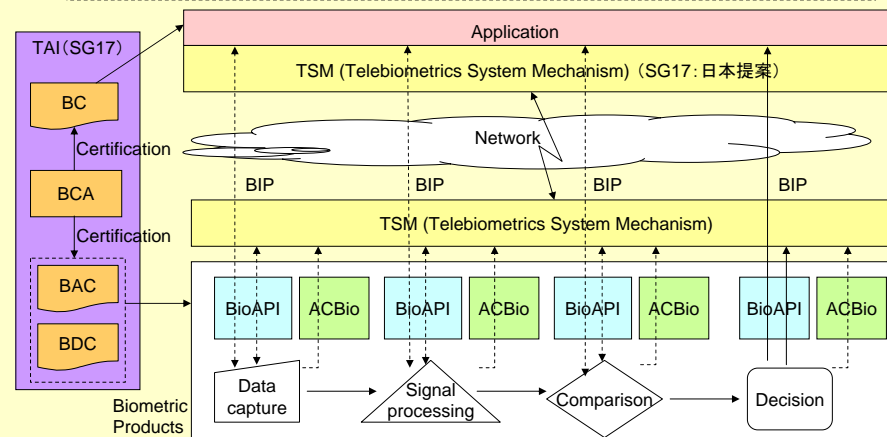 Application
TAI(SG17)
TSM (Telebiometrics System Mechanism) (SG17:日本提案)
BC
Certification
Network
BCA
BIP
BIP
BIP
BIP
TSM (Telebiometrics System Mechanism)
Certification
BAC
BDC
BioAPI
ACBio
BioAPI
ACBio
BioAPI
ACBio
BioAPI
ACBio
Data
capture
Signal
processing
Comparison
Decision
Biometric
Products